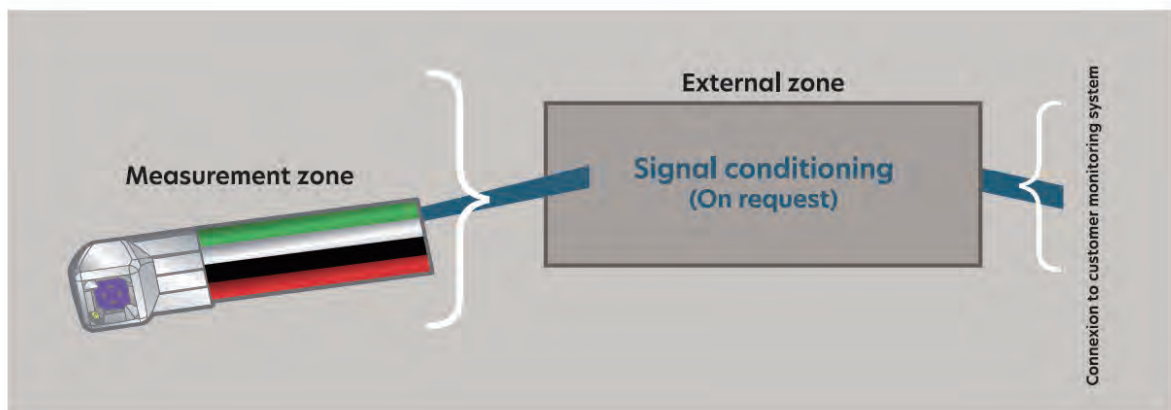 External zone
Measurement zone
Signal conditioning
(On request)
Connexion to customer monitoring system